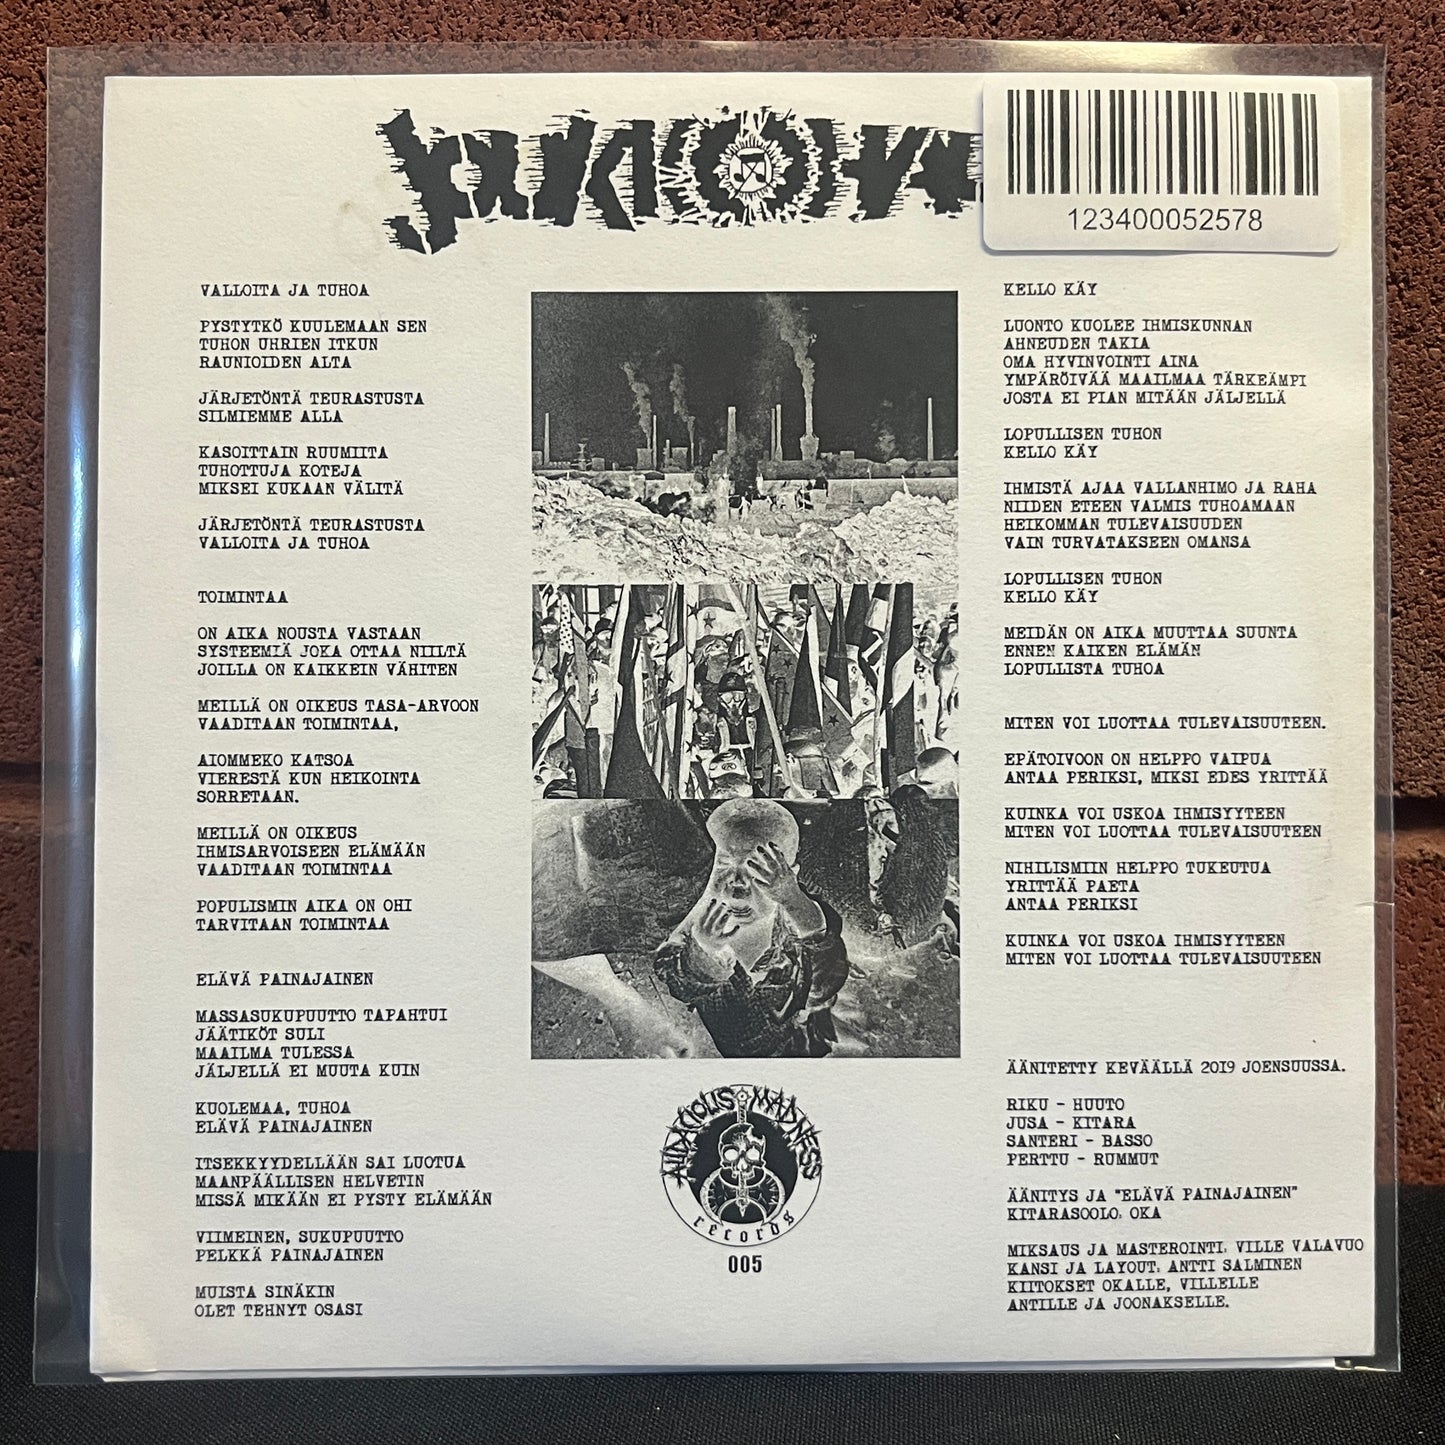 123400052578
VALLOITA JA TUHOA
PYSTYTKÖ KUULEMAAN SEN
TUHON UHRIEN ITKUN
RAUNIOIDEN ALTA
JÄRJETÖNTÄ TEURASTUSTA
SILMIEMME ALLA
KASOITTAIN RUUMIITA
TUHOTTUJA KOTEJA
MIKSEI KUKAAN VÄLITÄ
JÄRJETÖNTÄ TEURASTUSTA
VALLOITA JA TUHOA
TOIMINTAA
ON AIKA NOUSTA VASTAAN
SYSTEEMIÄ JOKA OTTAA NIILTÄ
JOILLA ON KAIKKEIN VÄHITEN
MEILLÄ ON OIKEUS TASA-ARVOON
VAADITAAN TOIMINTAA,
AIOMMEKO KATSOA
VIERESTÄ KUN HEIKOINTA
SORRETAAN.
MEILLÄ ON OIKEUS
IHMISARVOISEEN ELÄMÄÄN
VAADITAAN TOIMINTAA
POPULISMIN AIKA ON OHI
TARVITAAN TOIMINTAA
ELÄVÄ PAINAJAINEN
MASSASUKUPUUTTO TAPAHTUI
JÄÄTIKÖT SULI
MAAILMA TULESSA
JÄLJELLÄ EI MUUTA KUIN
KUOLEMAA, TUHOA
ELÄVÄ PAINAJAINEN
ITSEKKYYDELLÄÄN SAI LUOTUA
MAANPÄÄLLISEN HELVETIN
MISSÄ MIKÄÄN EI PYSTY ELÄMÄÄN
VIIMEINEN, SUKUPUUTTO
PELKKÄ PAINAJAINEN
MUISTA SINÄKIN
OLET TEHNYT OSASI
AUDACIOUS MADNESS
records
005
KELLO KÄY
LUONTO KUOLEE IHMISKUNNAN
AHNEUDEN TAKIA
OMA HYVINVOINTI AINA
YMPÄRÖIVÄÄ MAAILMAA TÄRKEÄMPI
JOSTA EI PIAN MITÄÄN JÄLJELLÄ
LOPULLISEN TUHON
KELLO KÄY
IHMISTÄ AJAA VALLANHIMO JA RAHA
NIIDEN ETEEN VALMIS TUHOAMAAN
HEIKOMMAN TULEVAISUUDEN
VAIN TURVATAKSEEN OMANSA
LOPULLISEN TUHON
KELLO KÄY
MEIDÄN ON AIKA MUUTTAA SUUNTA
ENNEN KAIKEN ELÄMÄN
LOPULLISTA TUHOA
MITEN VOI LUOTTAA TULEVAISUUTEEN.
EPÄTOIVOON ON HELPPO VAIPUA
ANTAA PERIKSI, MIKSI EDES YRITTÄÄ
KUINKA VOI USKOA IHMISYYTEEN
MITEN VOI LUOTTAA TULEVAISUUTEEN
NIHILISMIIN HELPPO TUKEUTUA
YRITTÄÄ PAETA
ANTAA PERIKSI
KUINKA VOI USKOA IHMISYYTEEN
MITEN VOI LUOTTAA TULEVAISUUTEEN
ÄÄNITETTY KEVÄÄLLÄ 2019 JOENSUUSSA.
RIKU - HUUTO
JUSA - KITARA
SANTERI - BASSO
PERTTU - RUMMUT
ÄÄNITYS JA "ELÄVÄ PAINAJAINEN"
KITARASOOLO: OKA
MIKSAUS JA MASTEROINTI: VILLE VALAVUO
KANSI JA LAYOUT: ANTTI SALMINEN
KIITOKSET OKALLE, VILLELLE
ANTILLE JA JOONAKSELLE.